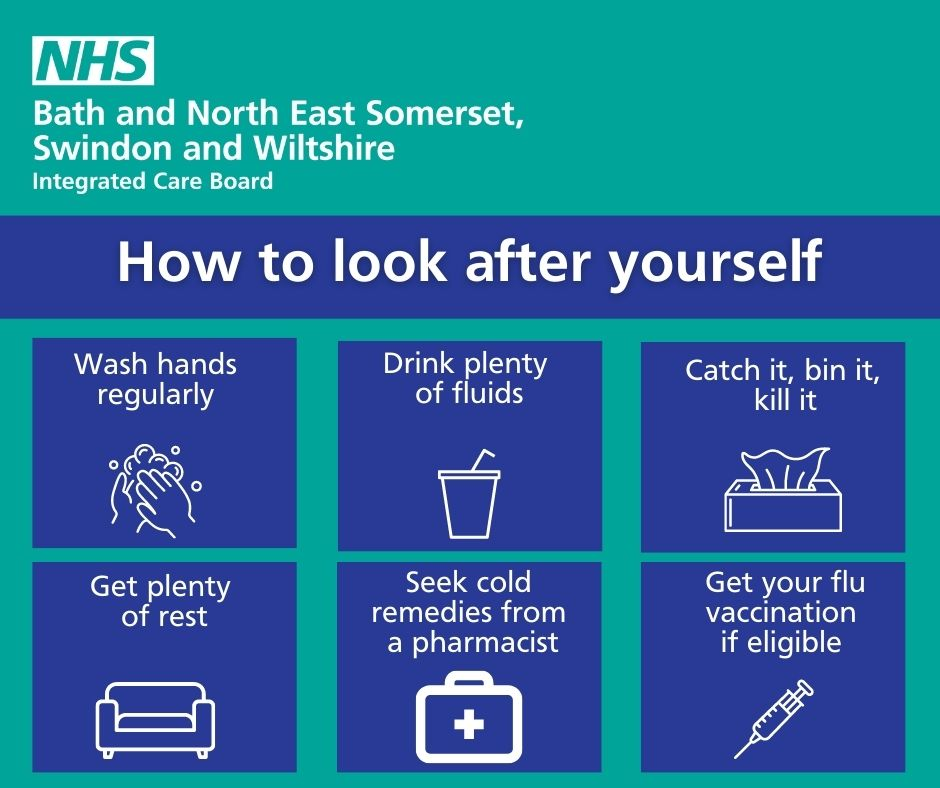 NHS
Bath and North East Somerset,
Swindon and Wiltshire
Integrated Care Board
How to look after yourself
Wash hands
regularly
Drink plenty
of fluids
Catch it, bin it,
kill it
Get plenty
of rest
Seek cold
remedies from
a pharmacist
Get your flu
vaccination
if eligible